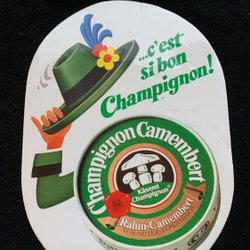 ...c'est
si bon
Champignon!
Champignon Camembert
Käserei
Champignon
Rahm-Camembert